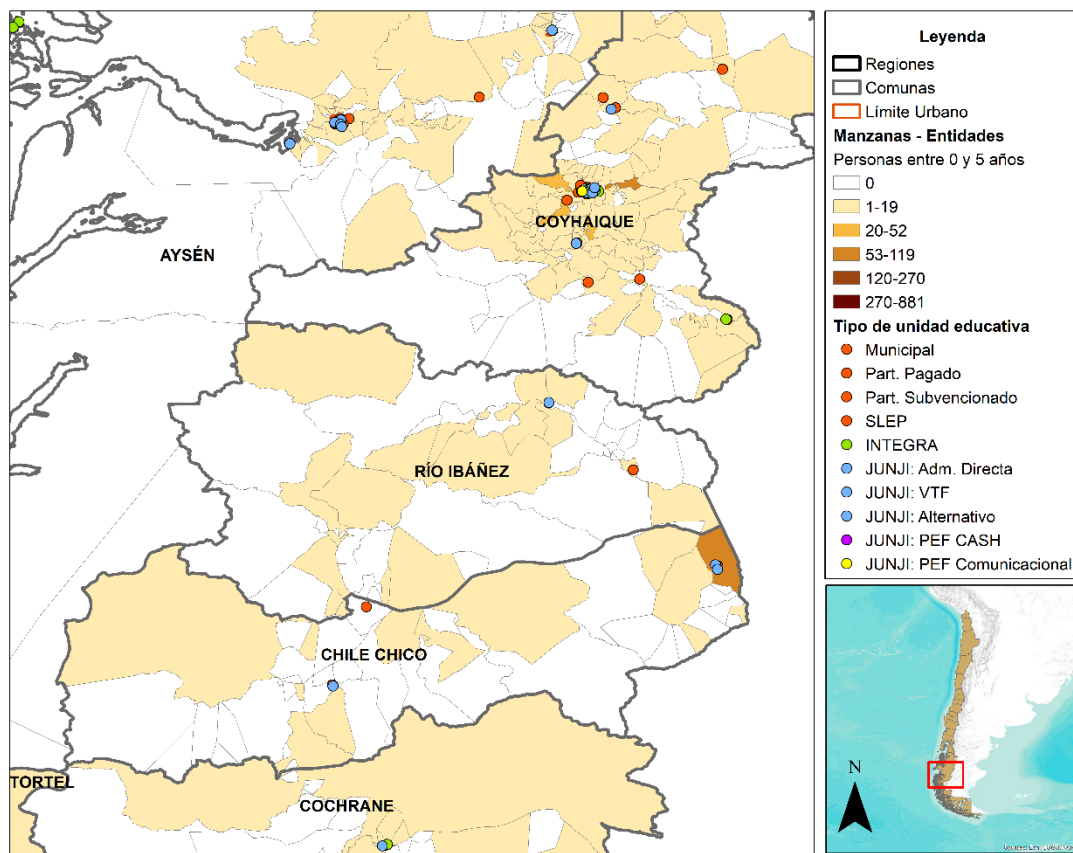 AYSÉN
COYHAIQUE
RÍO IBÁÑEZ
CHILE CHICO
TORTEL
COCHRANE
Leyenda
Regiones
Comunas
Límite Urbano
Manzanas - Entidades
Personas entre 0 y 5 años
0
1-19
20-52
53-119
120-270
270-881
Tipo de unidad educativa
Municipal
Part. Pagado
Part. Subvencionado
SLEP
INTEGRA
JUNJI: Adm. Directa
JUNJI: VTF
JUNJI: Alternativo
JUNJI: PEF CASH
JUNJI: PEF Comunicacional
N